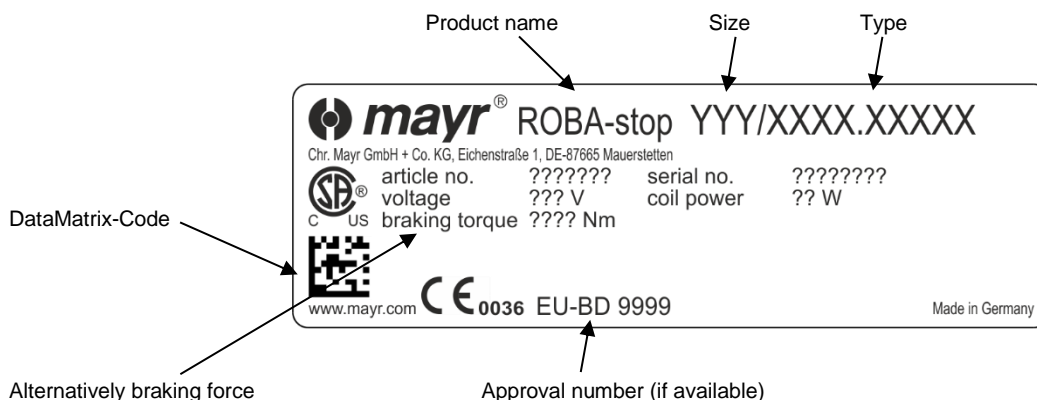 Product name Size Type
mayr® ROBA-stop YYY/XXXX.XXXXX
Chr. Mayr GmbH + Co. KG, Eichenstraße 1, DE-87665 Mauerstetten
article no. ??????? serial no. ????????
voltage ??? V coil power ?? W
braking torque ???? Nm
SA ®
C US
DataMatrix-Code
www.mayr.com CE 0036 EU-BD 9999 Made in Germany
Alternatively braking force Approval number (if available)